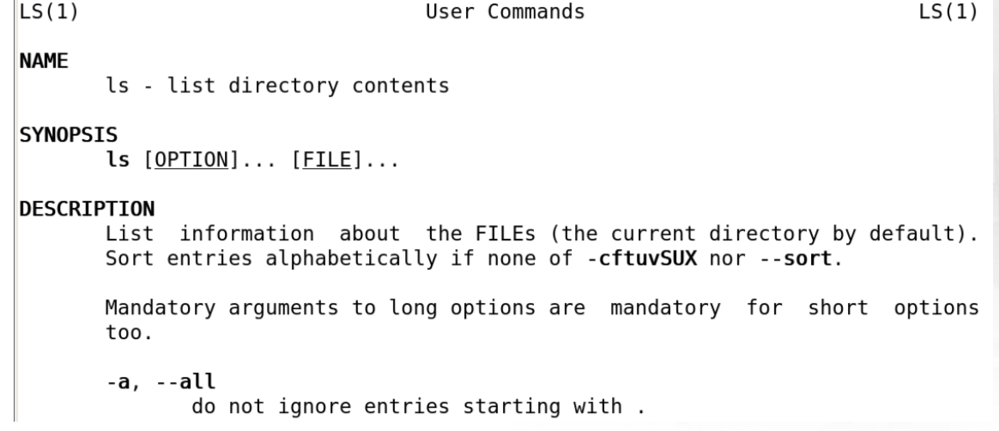 LS(1) User Commands LS(1)
NAME
ls - list directory contents
SYNOPSIS
ls [OPTION]... [FILE]...
DESCRIPTION
List information about the FILEs (the current directory by default).
Sort entries alphabetically if none of -cftuvSUX nor --sort.
Mandatory arguments to long options are mandatory for short options
too.
-a, --all
do not ignore entries starting with .